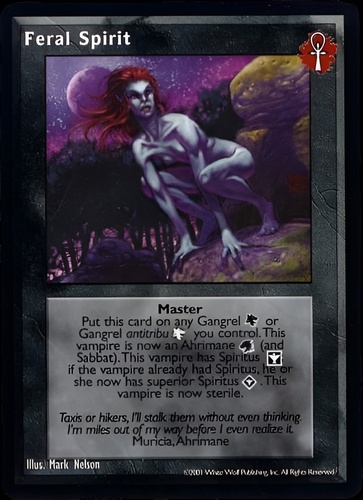 Feral Spirit
Master
Put this card on any Gangrel or
Gangrel antitribu you control. This
vampire is now an Ahrimane (and
Sabbat). This vampire has Spiritus
if the vampire already had Spiritus, he or
she now has superior Spiritus . This
vampire is now sterile.
Taxis or hikers, I'll stalk them without even thinking.
I'm miles out of my way before I even realize it.
Muricia, Ahrimane
Illus. Mark Nelson
©2001 White Wolf Publishing, Inc. All Rights Reserved.